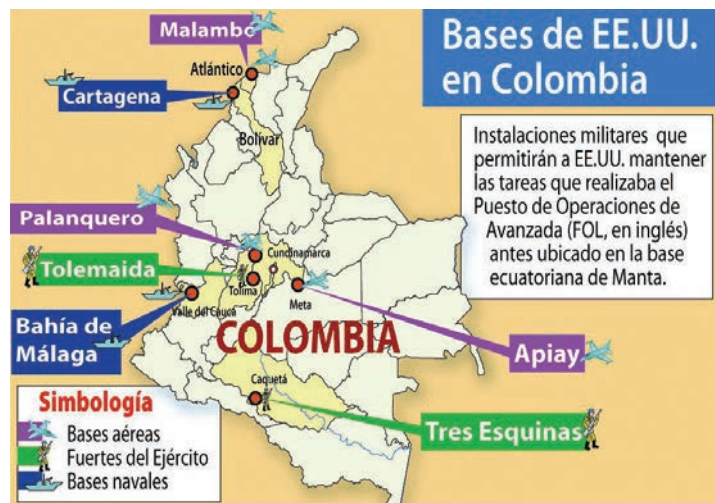 Bases de EE.UU.
en Colombia
Instalaciones militares que
permitirán a EE.UU. mantener
las tareas que realizaba el
Puesto de Operaciones de
Avanzada (FOL, en inglés)
antes ubicado en la base
ecuatoriana de Manta.
Malambo
Atlántico
Cartagena
Bolívar
Palanquero
Cundinamarca
Tolemaida
Tolima
Meta
Valle del Cauca
Bahía de
Málaga
COLOMBIA
Apiay
Caquetá
Tres Esquinas
Simbología
Bases aéreas
Fuertes del Ejército
Bases navales